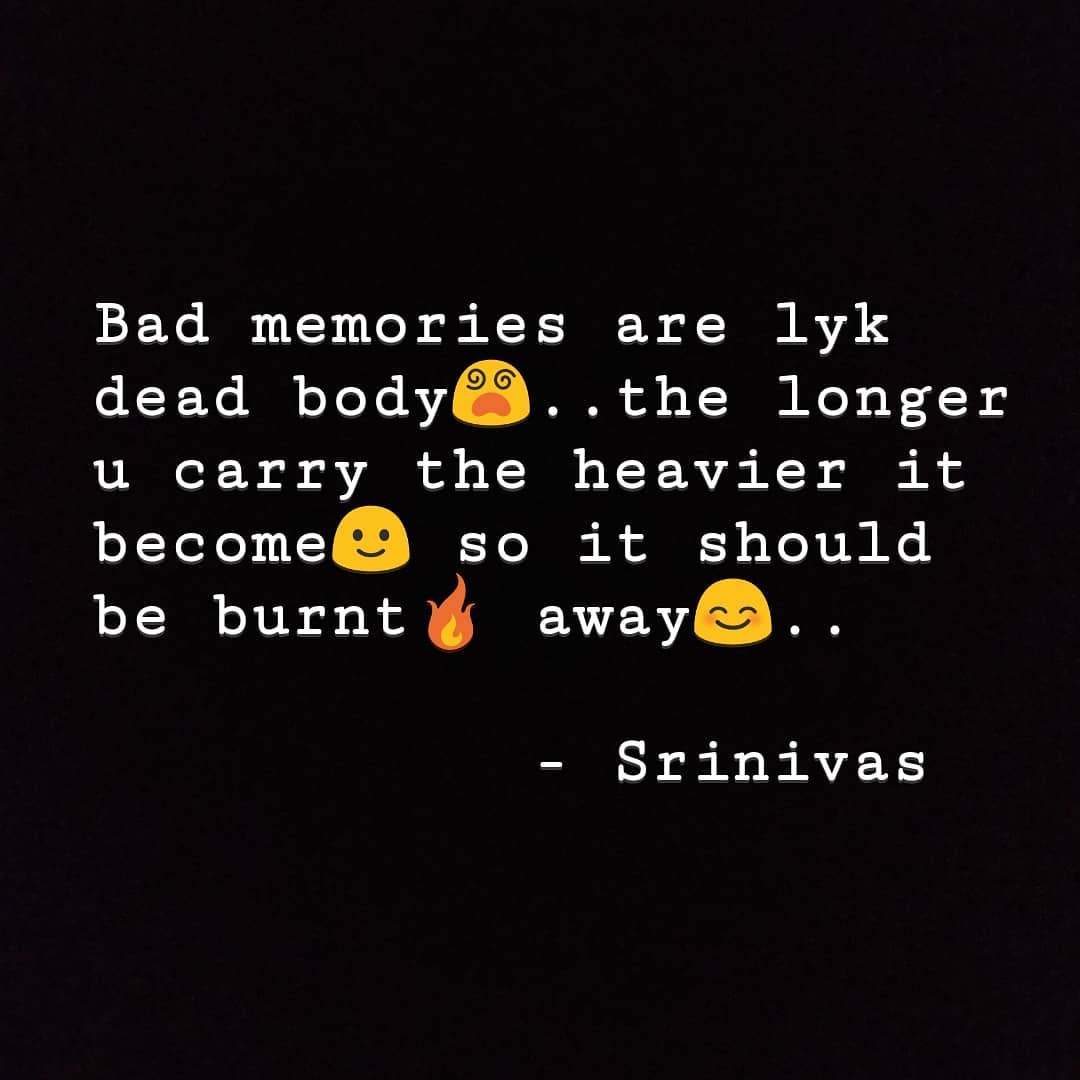 Bad memories are lyk
dead body😵..the longer
u carry the heavier it
become🙂 so it should
be burnt🔥 away😊..
- Srinivas